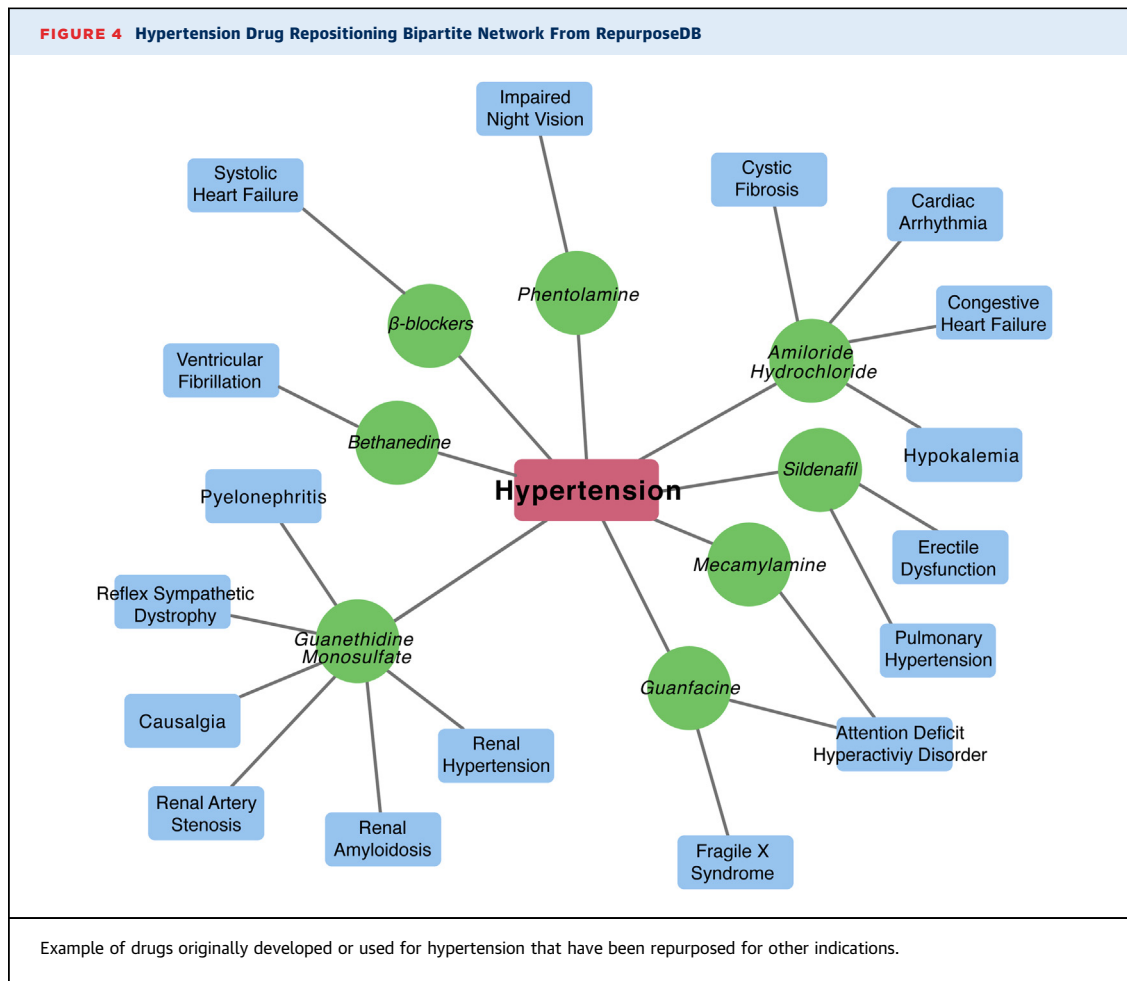 FIGURE 4 Hypertension Drug Repositioning Bipartite Network From RepurposeDB
Impaired
Night Vision
Systolic
Heart Failure
Cystic
Fibrosis
Cardiac
Arrhythmia
Phentolamine
β-blockers
Congestive
Heart Failure
Amiloride
Hydrochloride
Ventricular
Fibrillation
Bethanedine
Hypokalemia
Sildenafil
Hypertension
Pyelonephritis
Erectile
Dysfunction
Mecamylamine
Reflex Sympathetic
Dystrophy
Guanethidine
Monosulfate
Pulmonary
Hypertension
Guanfacine
Causalgia
Renal
Hypertension
Attention Deficit
Hyperactiviy Disorder
Renal Artery
Stenosis
Renal
Amyloidosis
Fragile X
Syndrome
Example of drugs originally developed or used for hypertension that have been repurposed for other indications.